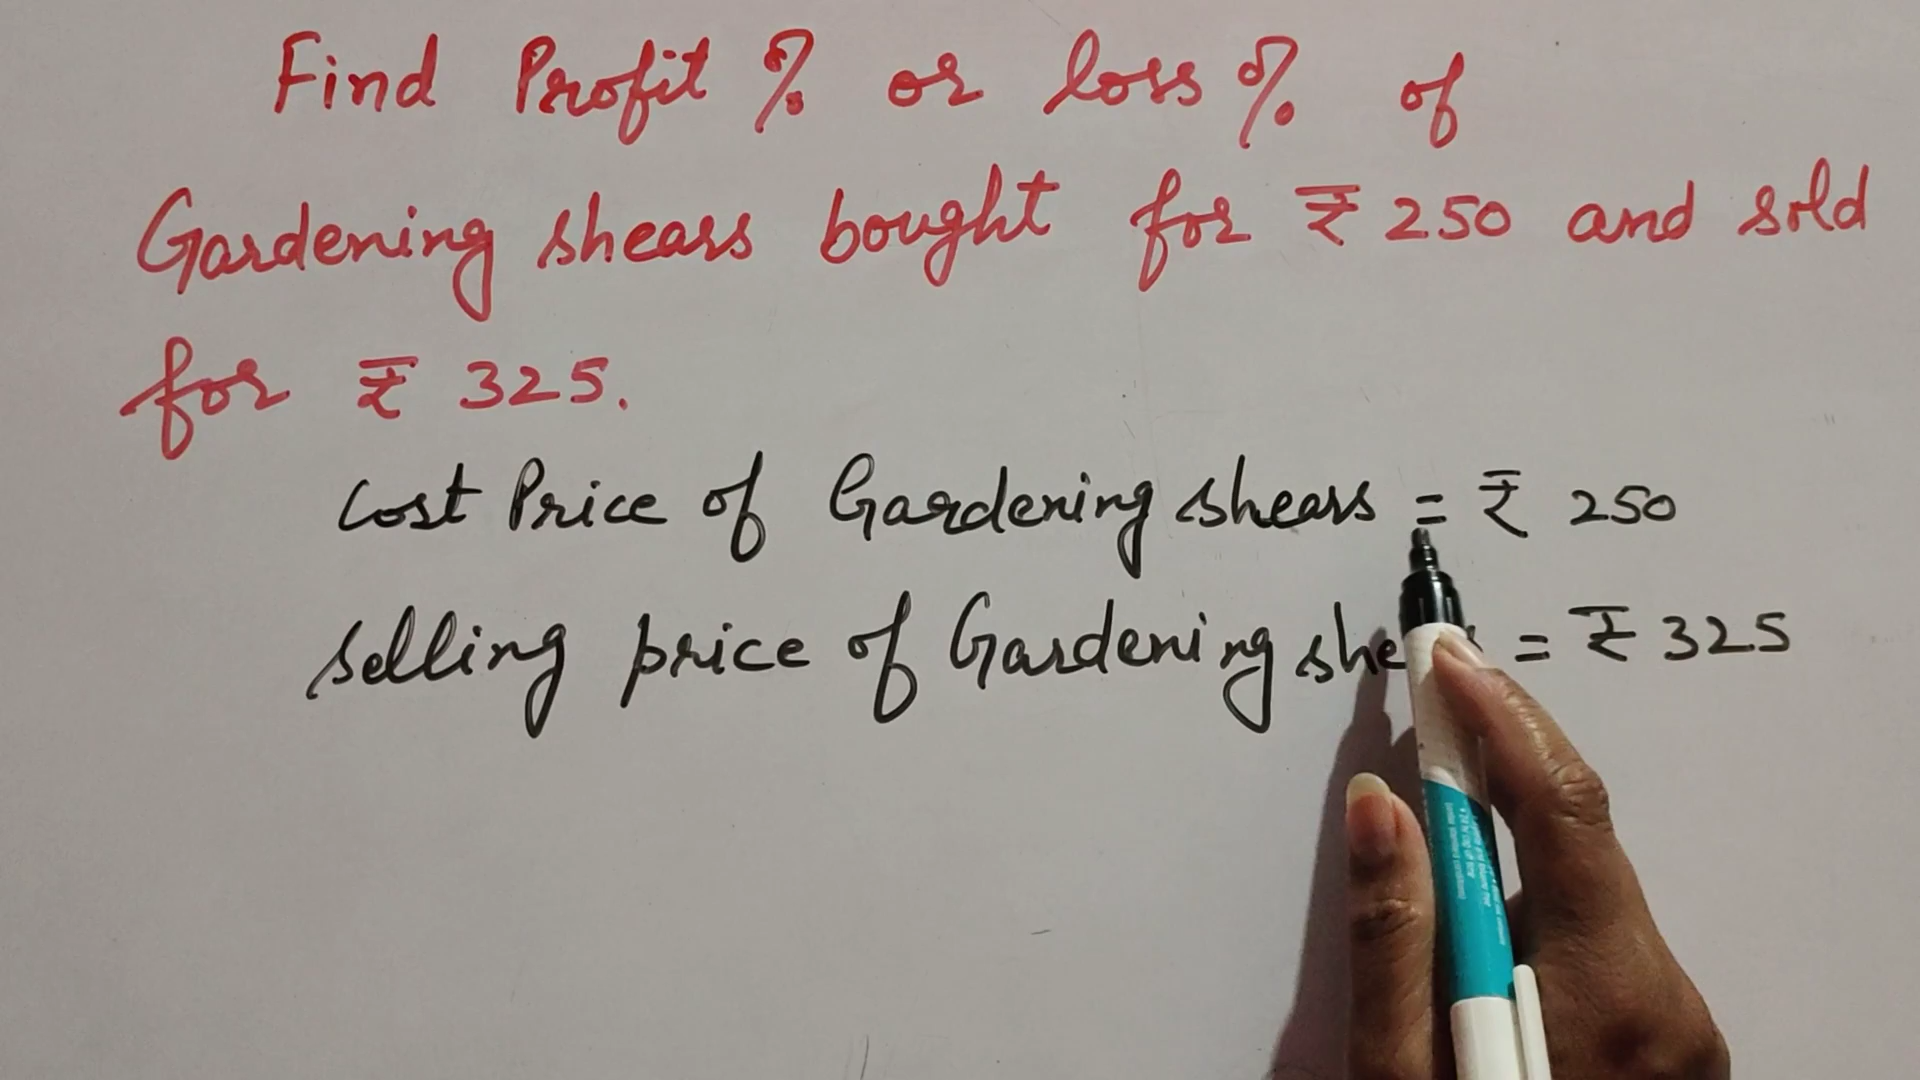 Find Profit % or loss % of
Gardening shears bought for ₹ 250 and sold
for ₹ 325.
Cost Price of Gardening shears = ₹ 250
Selling price of Gardening = ₹ 325